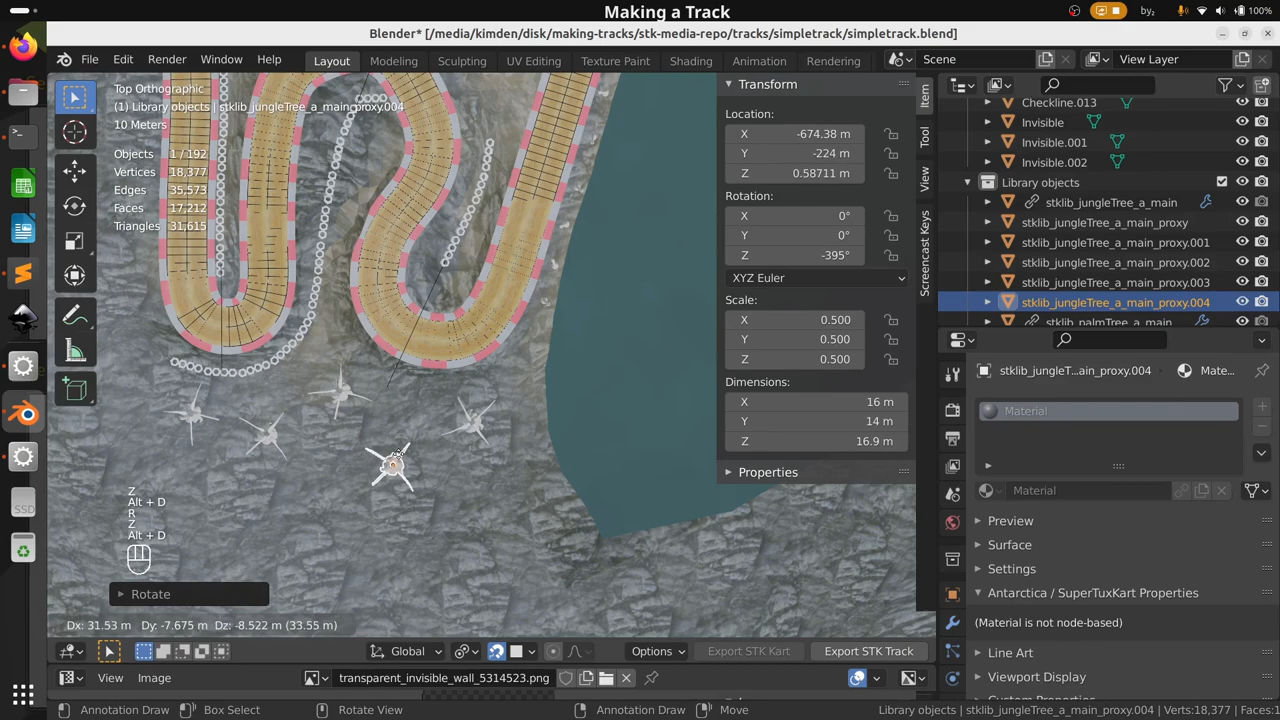 Making a Track
by₂
100%
Blender* [/media/kimden/disk/making-tracks/stk-media-repo/tracks/simpletrack/simpletrack.blend]
File Edit Render Window Help Layout Modeling Sculpting UV Editing Texture Paint Shading Animation Rendering Scene View Layer
Top Orthographic
(1) Library objects | stklib_jungleTree_a_main_proxy.004
10 Meters
Objects 1 / 192
Vertices 18,377
Edges 35,573
Faces 17,212
Triangles 31,615
Transform
Location:
X -674.38 m
Y -224 m
Z 0.58711 m
Rotation:
X 0°
Y 0°
Z -395°
XYZ Euler
Scale:
X 0.500
Y 0.500
Z 0.500
Dimensions:
X 16 m
Y 14 m
Z 16.9 m
Properties
Item
Tool
View
Screencast Keys
Checkline.013
Invisible
Invisible.001
Invisible.002
Library objects
stklib_jungleTree_a_main
stklib_jungleTree_a_main_proxy
stklib_jungleTree_a_main_proxy.001
stklib_jungleTree_a_main_proxy.002
stklib_jungleTree_a_main_proxy.003
stklib_jungleTree_a_main_proxy.004
stklib_palmTree_a_main
stklib_jungleT...ain_proxy.004 Mate...
Material
Material
Preview
Surface
Settings
Antarctica / SuperTuxKart Properties
(Material is not node-based)
Line Art
Viewport Display
Custom Properties
Z
Alt + D
R
Z
Alt + D
Rotate
Dx: 31.53 m Dy: -7.675 m Dz: -8.522 m (33.55 m)
Global Options Export STK Kart Export STK Track
View Image transparent_invisible_wall_5314523.png
Annotation Draw Box Select Rotate View Annotation Draw Move Library objects | stklib_jungleTree_a_main_proxy.004 | Verts:18,377 | Faces:1
SSD